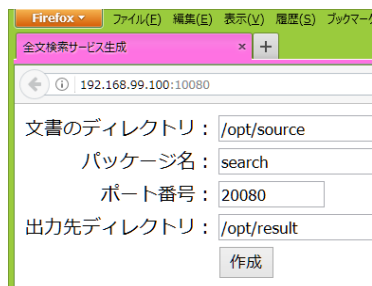 Firefox ファイル(F) 編集(E) 表示(V) 履歴(S) ブックマーク
全文検索サービス生成 × +
192.168.99.100:10080
文書のディレクトリ： /opt/source
パッケージ名： search
ポート番号： 20080
出力先ディレクトリ： /opt/result
作成